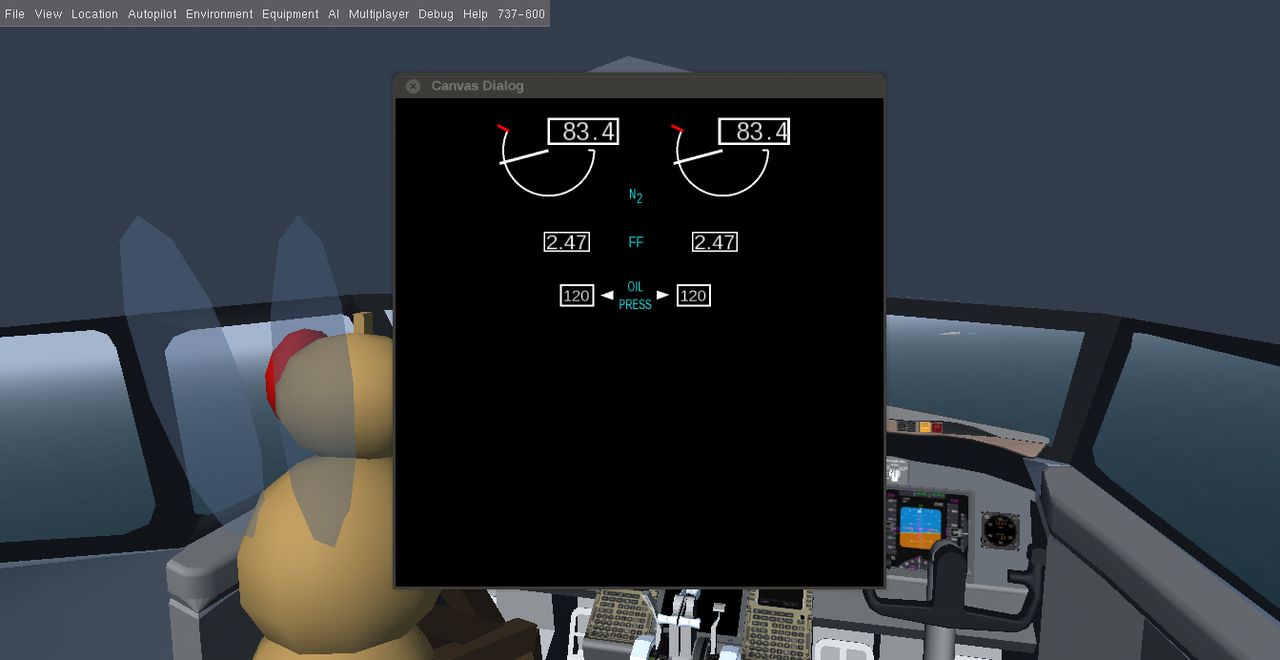 File View Location Autopilot Environment Equipment AI Multiplayer Debug Help 737-800
Canvas Dialog
83.4 83.4
N2
2.47 FF 2.47
OIL
120 PRESS 120